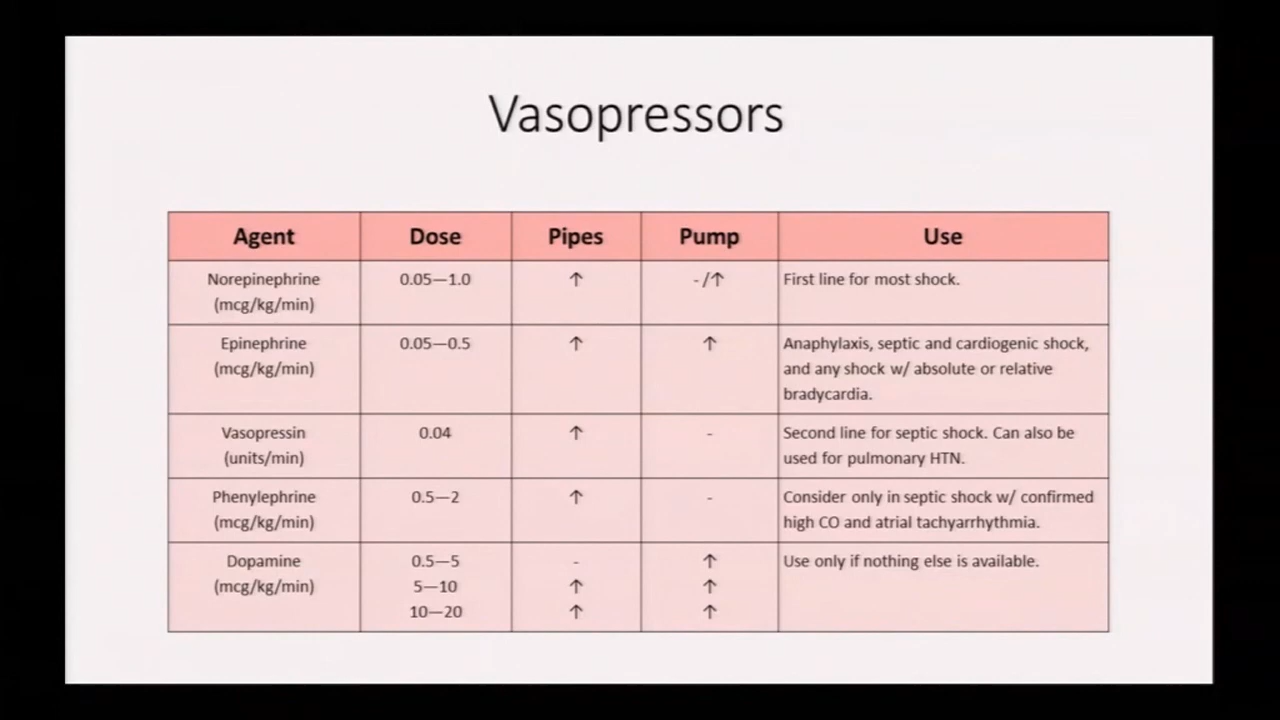 Vasopressors
Agent Dose Pipes Pump Use
Norepinephrine 0.05—1.0 ↑ -/↑ First line for most shock.
(mcg/kg/min)
Epinephrine 0.05—0.5 ↑ ↑ Anaphylaxis, septic and cardiogenic shock,
(mcg/kg/min) and any shock w/ absolute or relative
bradycardia.
Vasopressin 0.04 ↑ - Second line for septic shock. Can also be
(units/min) used for pulmonary HTN.
Phenylephrine 0.5—2 ↑ - Consider only in septic shock w/ confirmed
(mcg/kg/min) high CO and atrial tachyarrhythmia.
Dopamine 0.5—5 - ↑ Use only if nothing else is available.
(mcg/kg/min) 5—10 ↑ ↑
10—20 ↑ ↑